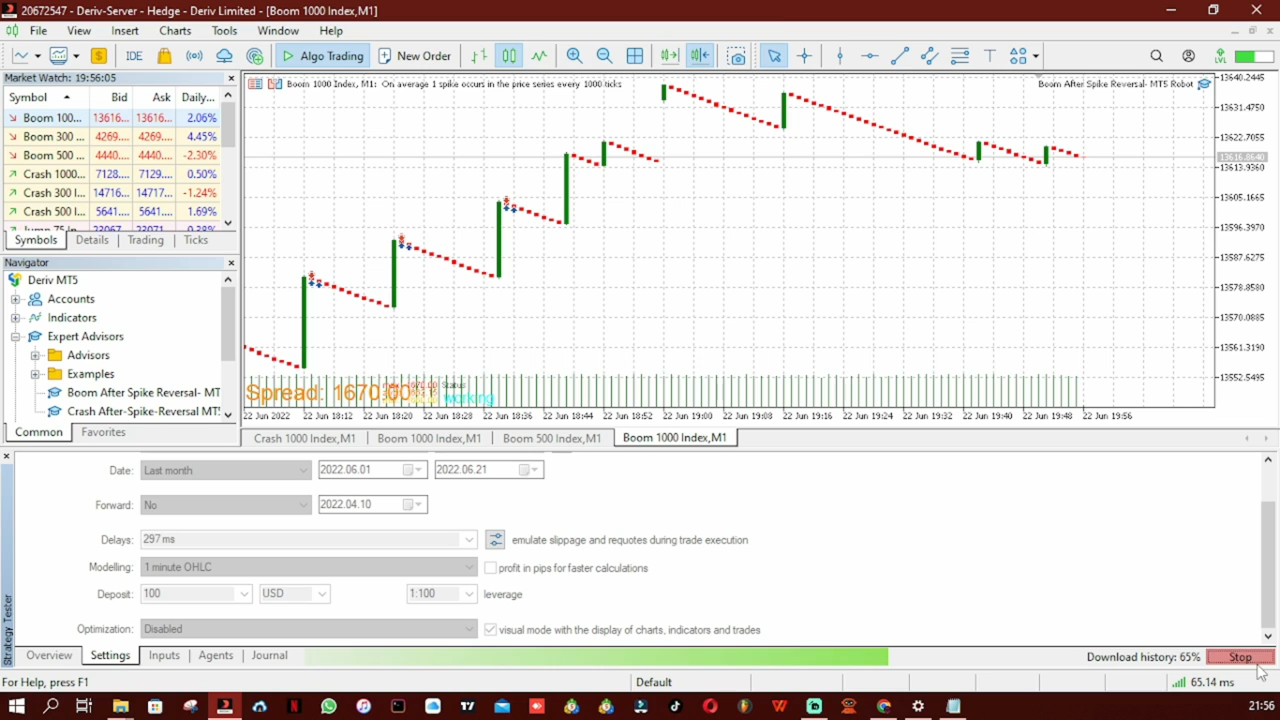 20672547 - Deriv-Server - Hedge - Deriv Limited - [Boom 1000 Index,M1]
File View Insert Charts Tools Window Help
IDE Algo Trading New Order
Market Watch: 19:56:05
Symbol Bid Ask Daily...
Boom 100... 13616... 13616... 2.06%
Boom 300 ... 4269.... 4269.... 4.45%
Boom 500 ... 4440.... 4440.... -2.30%
Crash 1000... 7128.... 7129.... 0.50%
Crash 300 I... 14716... 14717... -1.24%
Crash 500 I... 5641.... 5641.... 1.69%
Symbols Details Trading Ticks
Navigator
Deriv MT5
Accounts
Indicators
Expert Advisors
Advisors
Examples
Boom After Spike Reversal- MT
Crash After-Spike-Reversal MT5
Common Favorites
Boom 1000 Index, M1: On average 1 spike occurs in the price series every 1000 ticks
Boom After Spike Reversal- MT5 Robot
13640.2445
13631.4750
13622.7055
13616.8640
13613.9360
13605.1665
13596.3970
13587.6275
13578.8580
13570.0885
13561.3190
13552.5495
Spread: 1670.00
Status
working
22 Jun 2022 22 Jun 18:12 22 Jun 18:20 22 Jun 18:28 22 Jun 18:36 22 Jun 18:44 22 Jun 18:52 22 Jun 19:00 22 Jun 19:08 22 Jun 19:16 22 Jun 19:24 22 Jun 19:32 22 Jun 19:40 22 Jun 19:48 22 Jun 19:56
Crash 1000 Index,M1 Boom 1000 Index,M1 Boom 500 Index,M1 Boom 1000 Index,M1
Date: Last month 2022.06.01 2022.06.21
Forward: No 2022.04.10
Delays: 297 ms emulate slippage and requotes during trade execution
Modelling: 1 minute OHLC profit in pips for faster calculations
Deposit: 100 USD 1:100 leverage
Optimization: Disabled visual mode with the display of charts, indicators and trades
Strategy Tester
Overview Settings Inputs Agents Journal Download history: 65% Stop
For Help, press F1 Default 65.14 ms
21:56